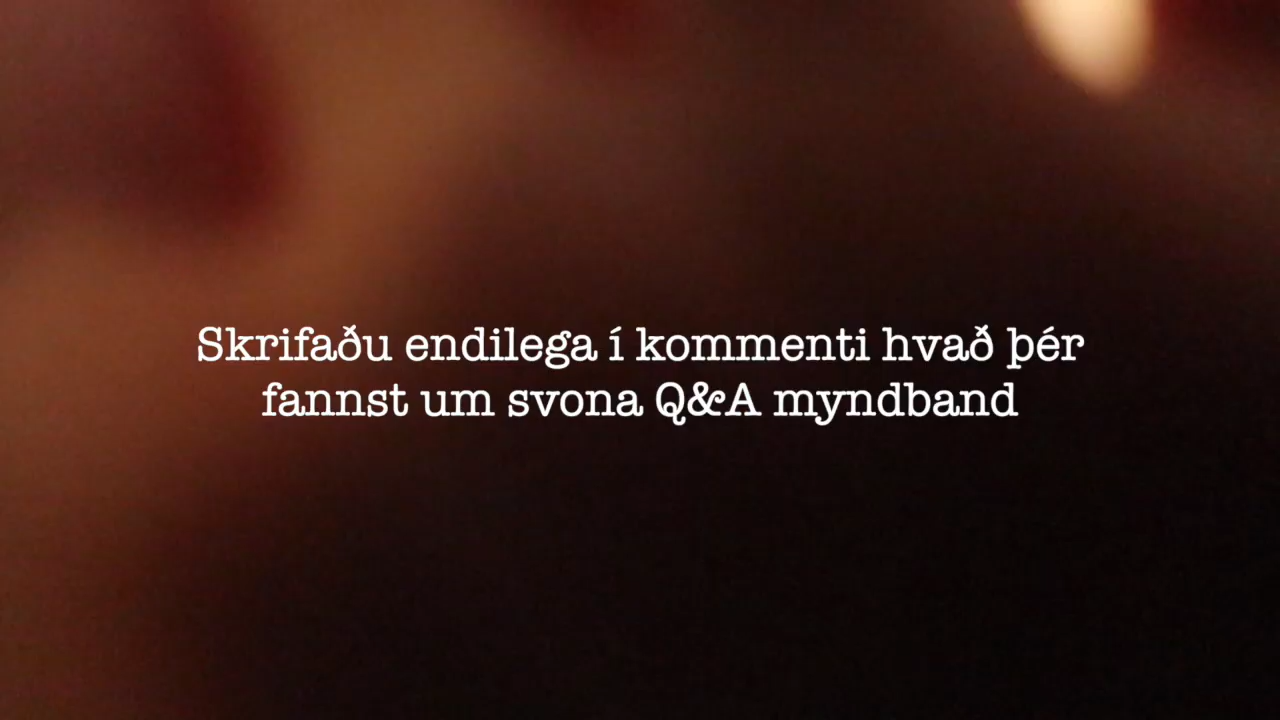 Skrifaðu endilega í kommenti hvað þér
fannst um svona Q&A myndband